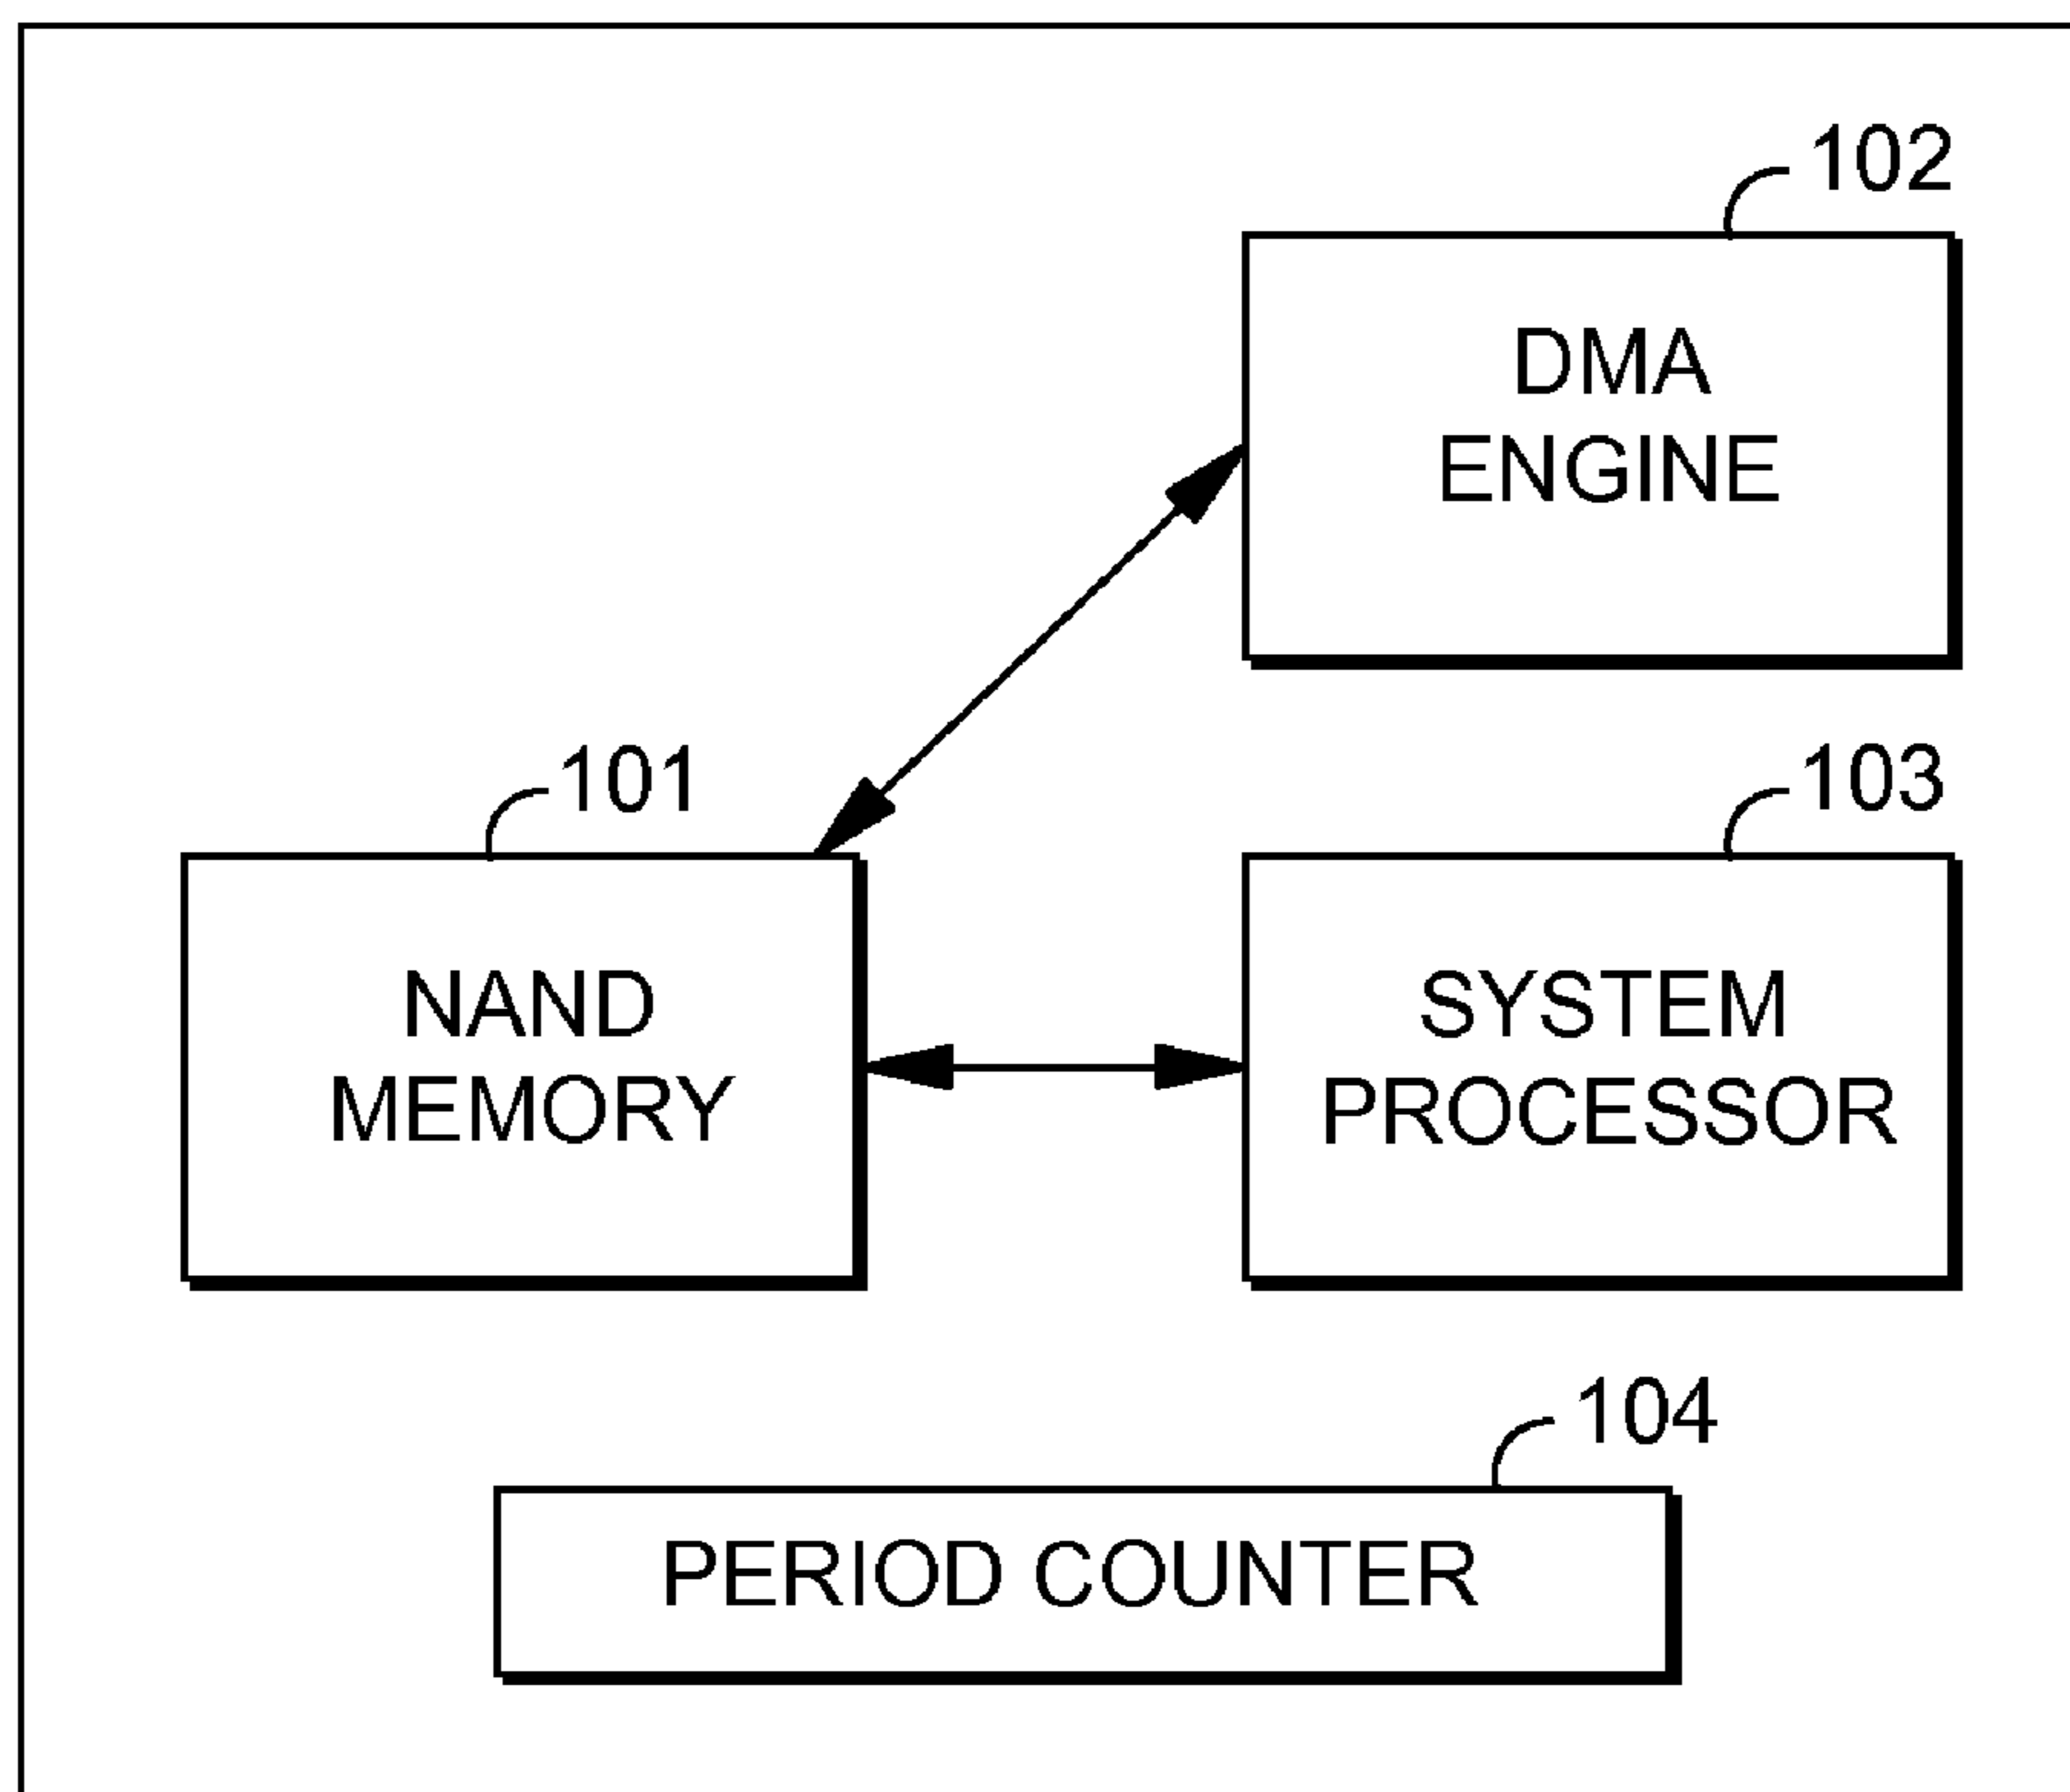 102
DMA
ENGINE
101
103
NAND
MEMORY
SYSTEM
PROCESSOR
104
PERIOD COUNTER